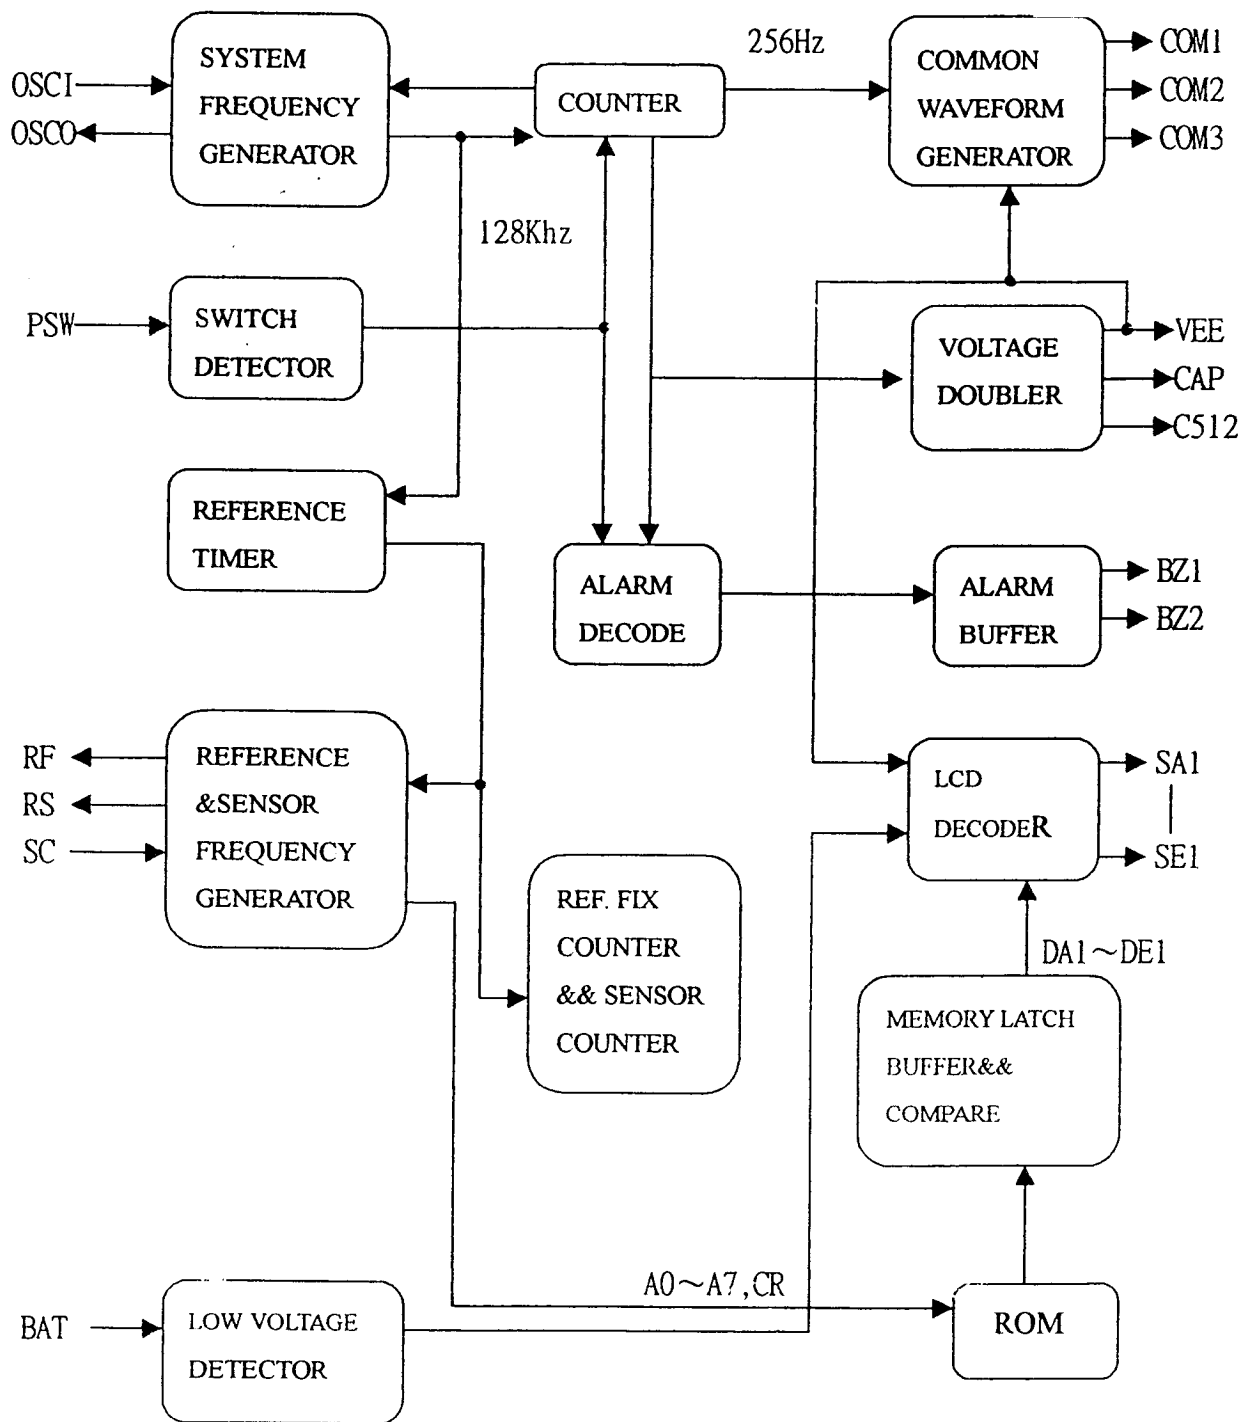 OSCI
OSCO
SYSTEM
FREQUENCY
GENERATOR
COUNTER
256Hz
COMMON
WAVEFORM
GENERATOR
COM1
COM2
COM3
128Khz
PSW
SWITCH
DETECTOR
VOLTAGE
DOUBLER
VEE
CAP
C512
REFERENCE
TIMER
ALARM
DECODE
ALARM
BUFFER
BZ1
BZ2
RF
RS
SC
REFERENCE
&SENSOR
FREQUENCY
GENERATOR
LCD
DECODER
SA1
SE1
REF. FIX
COUNTER
&& SENSOR
COUNTER
DA1~DE1
MEMORY LATCH
BUFFER&&
COMPARE
A0~A7,CR
ROM
BAT
LOW VOLTAGE
DETECTOR